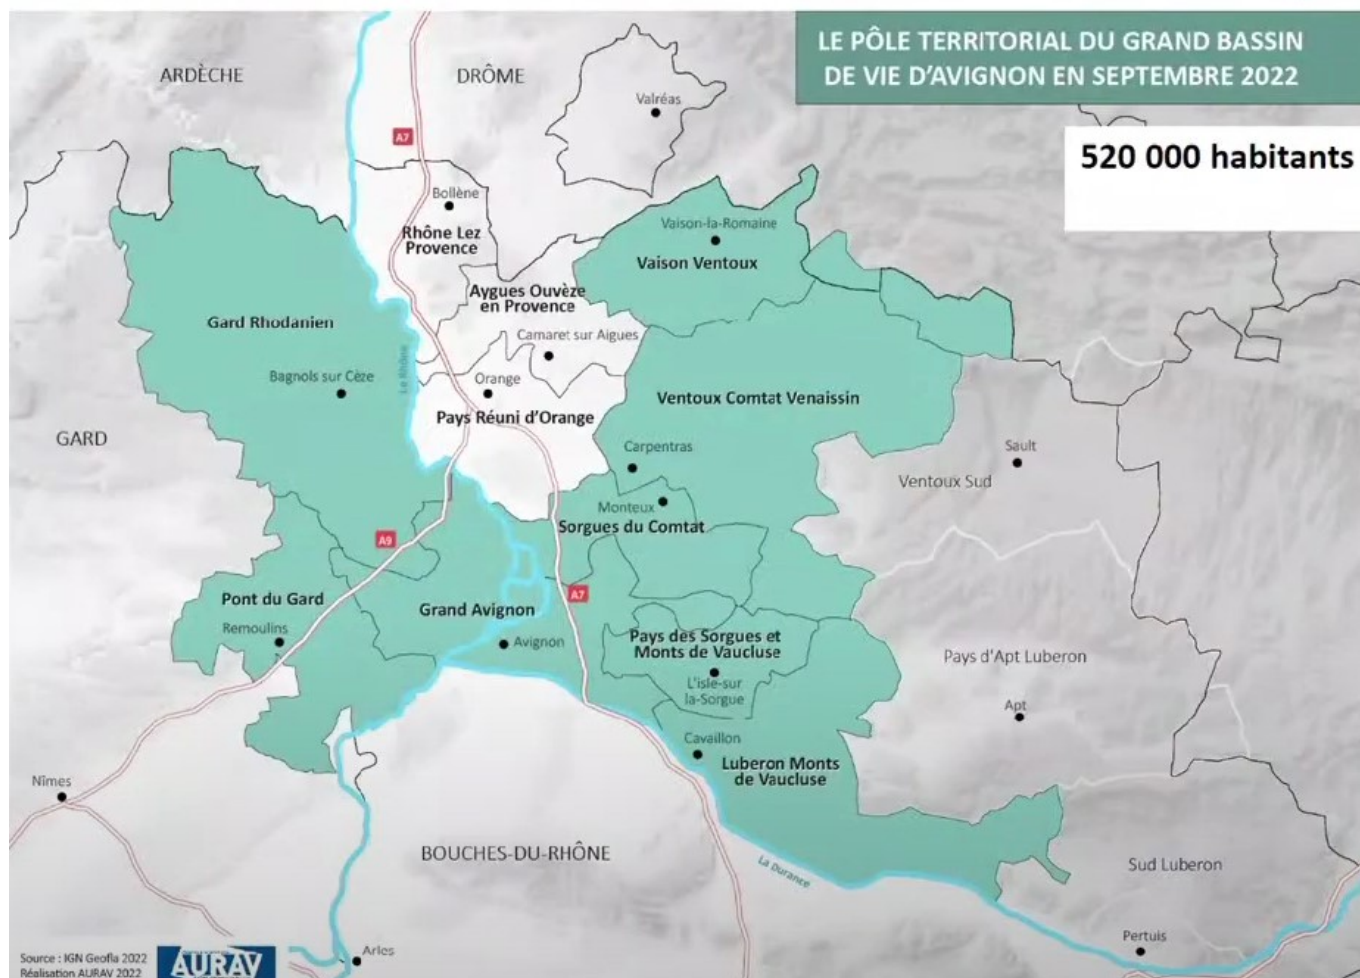 LE PÔLE TERRITORIAL DU GRAND BASSIN
DE VIE D'AVIGNON EN SEPTEMBRE 2022
520 000 habitants
ARDÈCHE
DRÔME
Valréas
A7
Bollène
Rhône Lez
Provence
Vaison-la-Romaine
Vaison Ventoux
Aygues Ouvèze
en Provence
Gard Rhodanien
Camaret sur Aigues
Le Rhône
Bagnols sur Cèze
Orange
Pays Réuni d'Orange
Ventoux Comtat Venaissin
GARD
Carpentras
Sault
Ventoux Sud
Monteux
Sorgues du Comtat
A9
A7
Pont du Gard
Remoulins
Grand Avignon
Avignon
Pays des Sorgues et
Monts de Vaucluse
L'isle-sur
la-Sorgue
Pays d'Apt Luberon
Apt
Cavaillon
Luberon Monts
de Vaucluse
Nîmes
BOUCHES-DU-RHÔNE
La Durance
Sud Luberon
Pertuis
Arles
Source : IGN Geofla 2022
Réalisation AURAV 2022
AURAV